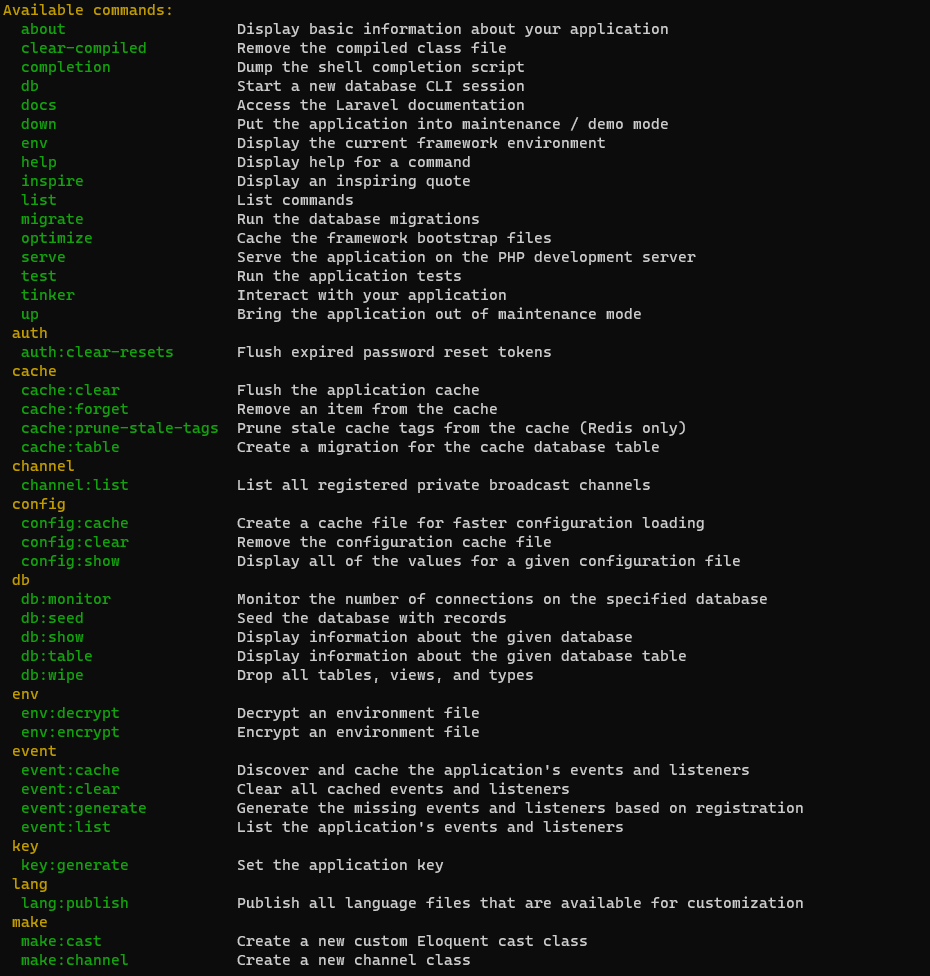 Available commands:
about Display basic information about your application
clear-compiled Remove the compiled class file
completion Dump the shell completion script
db Start a new database CLI session
docs Access the Laravel documentation
down Put the application into maintenance / demo mode
env Display the current framework environment
help Display help for a command
inspire Display an inspiring quote
list List commands
migrate Run the database migrations
optimize Cache the framework bootstrap files
serve Serve the application on the PHP development server
test Run the application tests
tinker Interact with your application
up Bring the application out of maintenance mode
auth
auth:clear-resets Flush expired password reset tokens
cache
cache:clear Flush the application cache
cache:forget Remove an item from the cache
cache:prune-stale-tags Prune stale cache tags from the cache (Redis only)
cache:table Create a migration for the cache database table
channel
channel:list List all registered private broadcast channels
config
config:cache Create a cache file for faster configuration loading
config:clear Remove the configuration cache file
config:show Display all of the values for a given configuration file
db
db:monitor Monitor the number of connections on the specified database
db:seed Seed the database with records
db:show Display information about the given database
db:table Display information about the given database table
db:wipe Drop all tables, views, and types
env
env:decrypt Decrypt an environment file
env:encrypt Encrypt an environment file
event
event:cache Discover and cache the application's events and listeners
event:clear Clear all cached events and listeners
event:generate Generate the missing events and listeners based on registration
event:list List the application's events and listeners
key
key:generate Set the application key
lang
lang:publish Publish all language files that are available for customization
make
make:cast Create a new custom Eloquent cast class
make:channel Create a new channel class